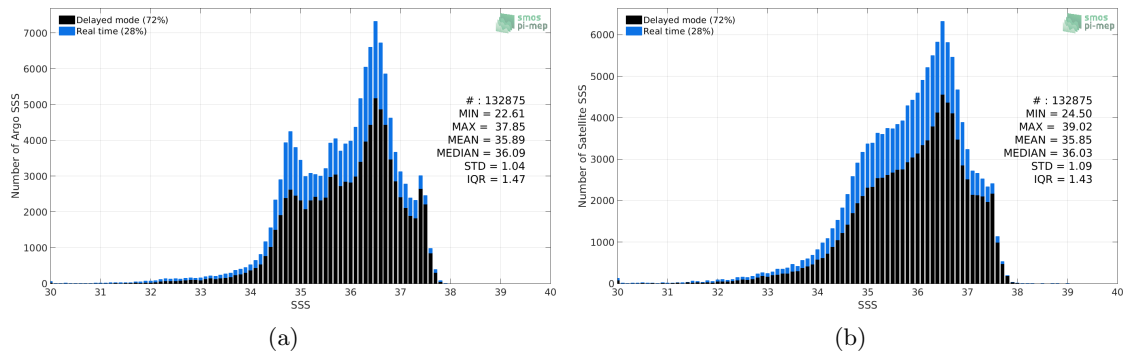 Delayed mode (72%)
Real time (28%)
smos
pi-mep
7000
6000
5000
4000
3000
2000
1000
0
Number of Argo SSS
# : 132875
MIN = 22.61
MAX = 37.85
MEAN = 35.89
MEDIAN = 36.09
STD = 1.04
IQR = 1.47
30 31 32 33 34 35 36 37 38 39 40
SSS
(a)
Delayed mode (72%)
Real time (28%)
smos
pi-mep
6000
5000
4000
3000
2000
1000
0
Number of Satellite SSS
# : 132875
MIN = 24.50
MAX = 39.02
MEAN = 35.85
MEDIAN = 36.03
STD = 1.09
IQR = 1.43
30 31 32 33 34 35 36 37 38 39 40
SSS
(b)